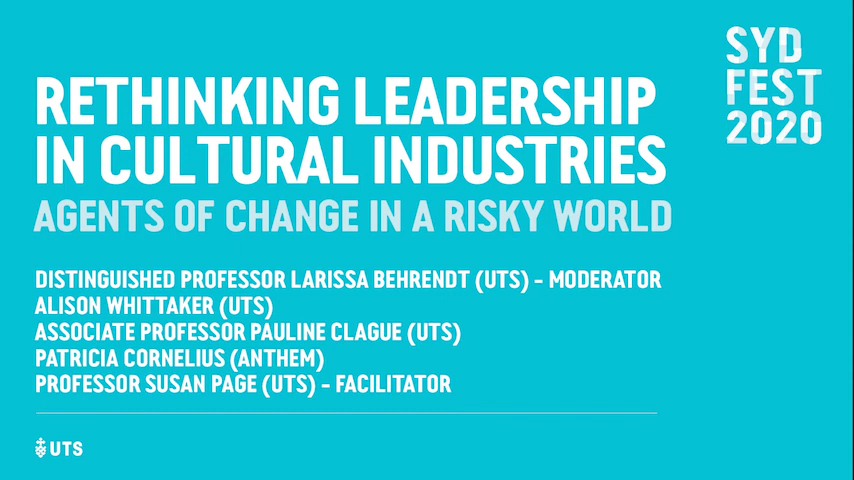 SYD
FEST
2020
RETHINKING LEADERSHIP
IN CULTURAL INDUSTRIES
AGENTS OF CHANGE IN A RISKY WORLD
DISTINGUISHED PROFESSOR LARISSA BEHRENDT (UTS) - MODERATOR
ALISON WHITTAKER (UTS)
ASSOCIATE PROFESSOR PAULINE CLAGUE (UTS)
PATRICIA CORNELIUS (ANTHEM)
PROFESSOR SUSAN PAGE (UTS) - FACILITATOR
UTS